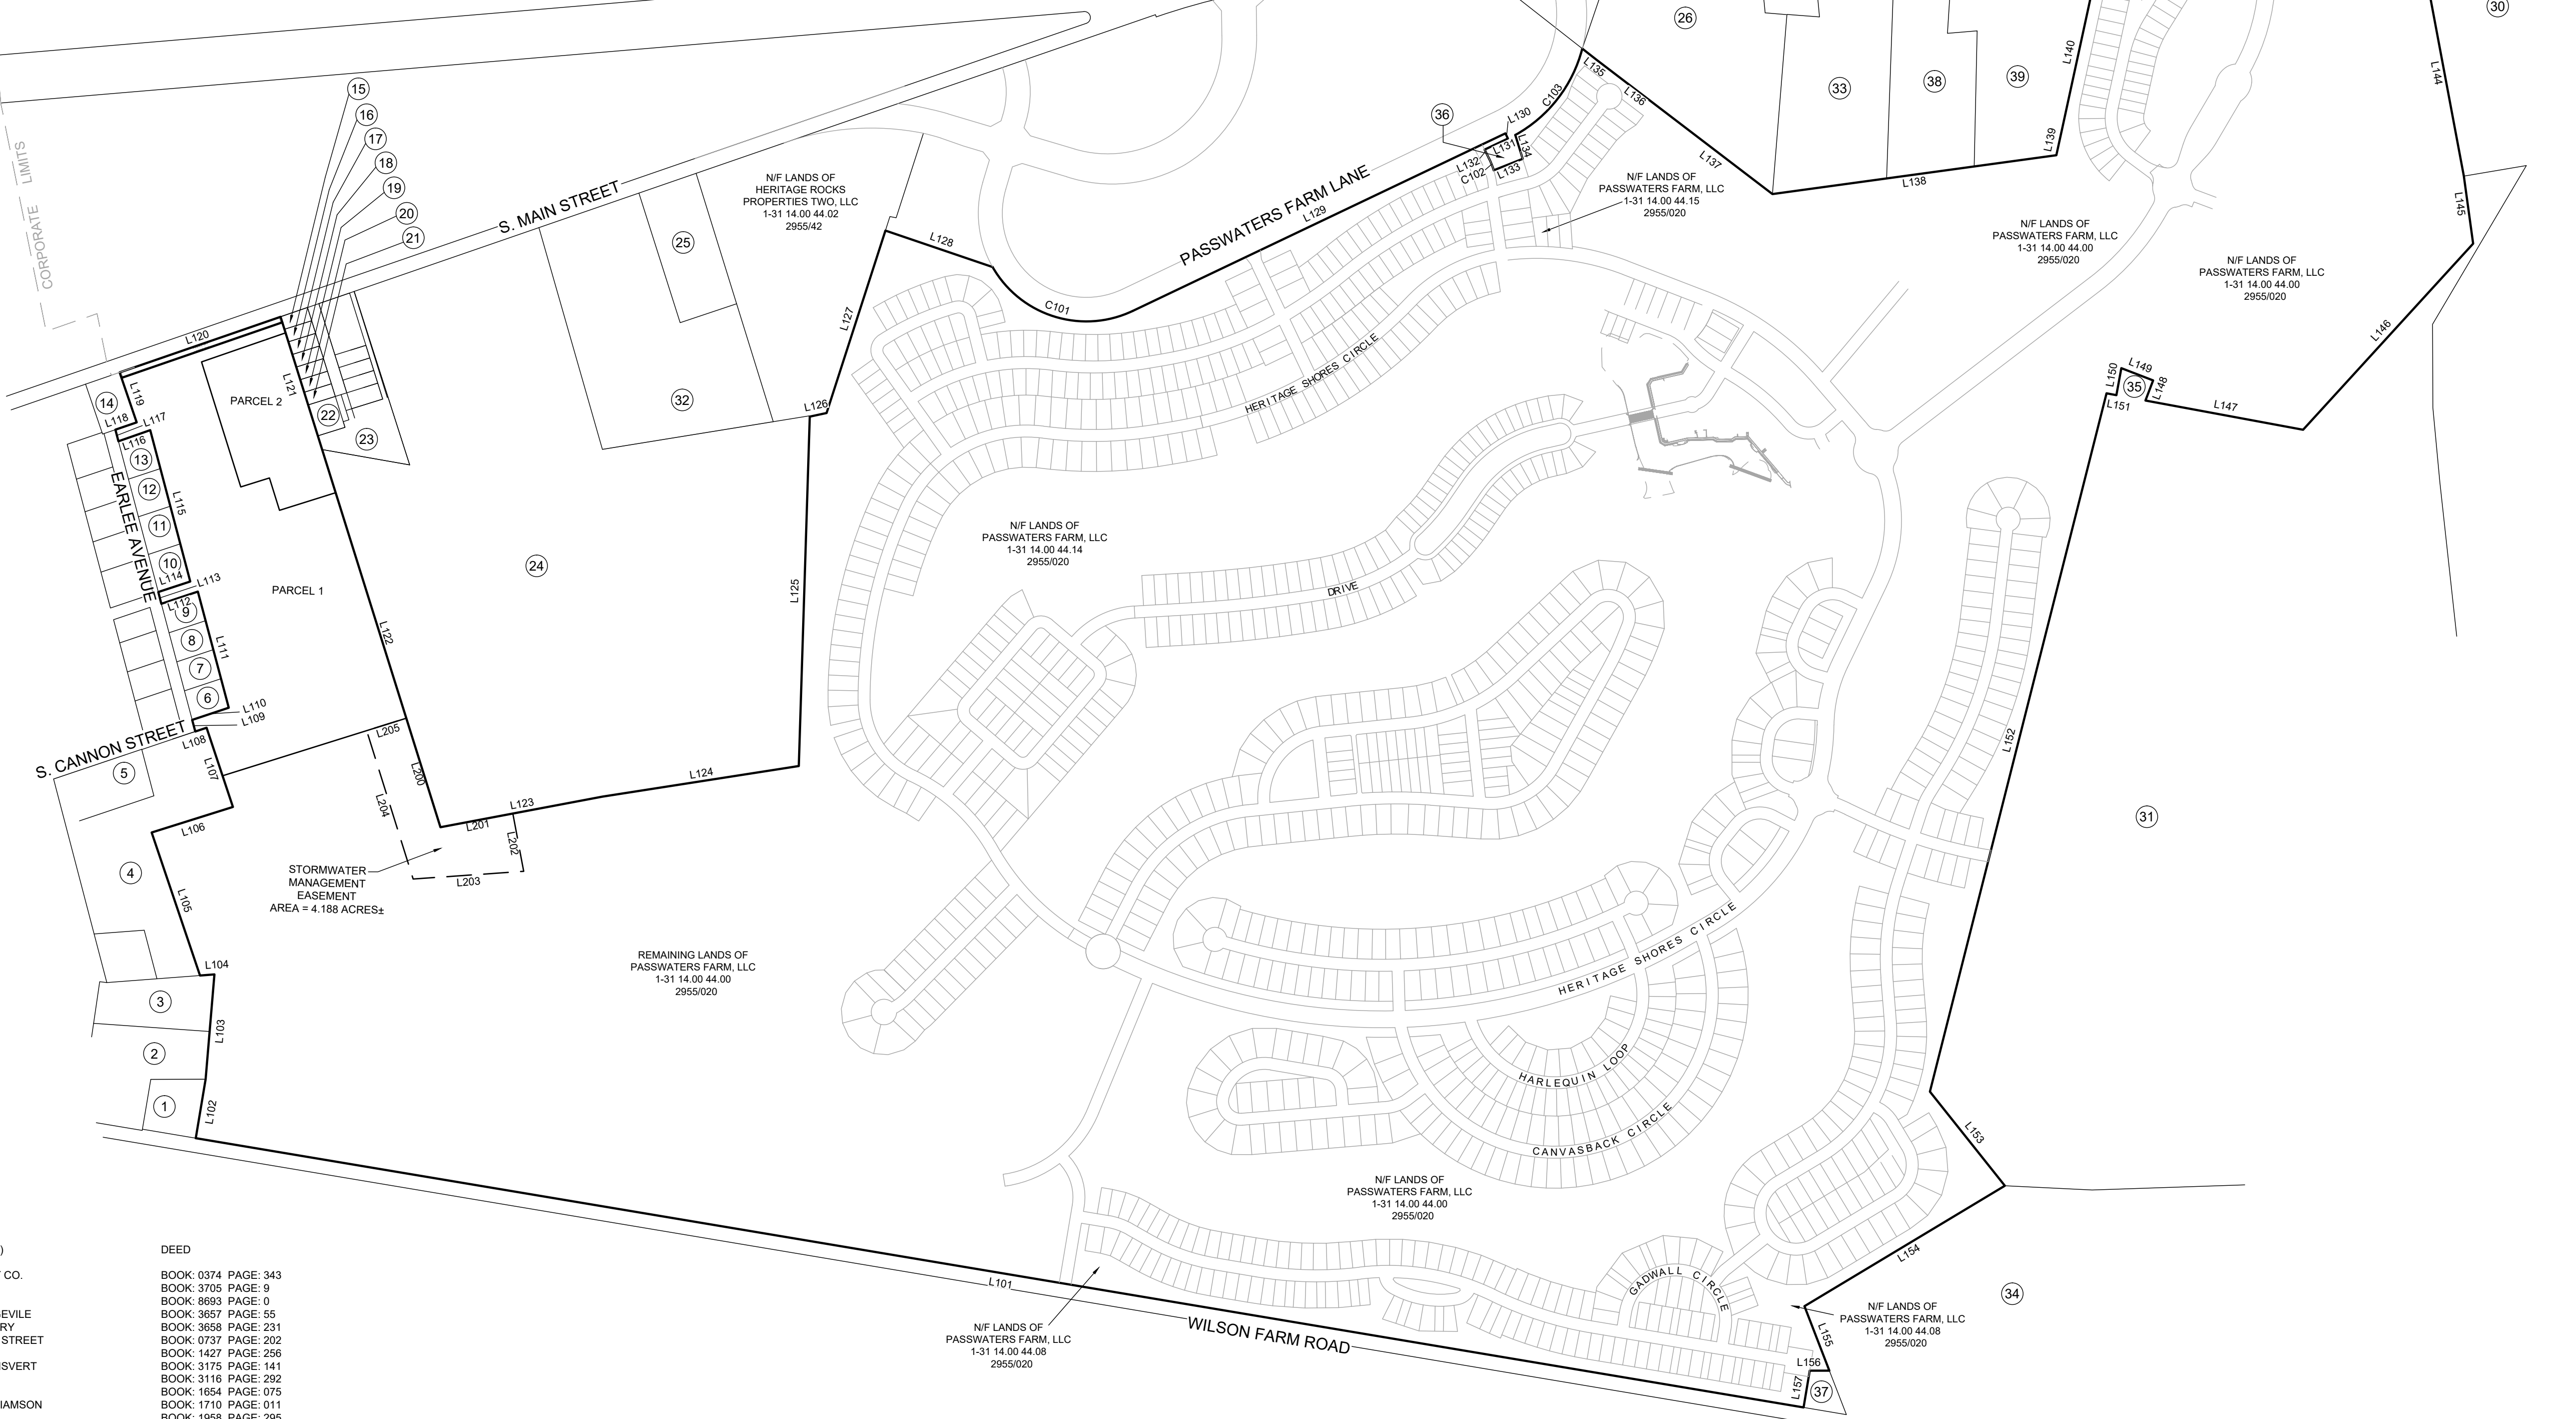 CORPORATE LIMITS
15
16
17
18
19
20
21
S. MAIN STREET
L120
14
L119
L118
L117
L116
13
12
11
10
L115
L114
L113
L112
EARLEE AVENUE
9
8
7
6
L111
L110
L109
L108
S. CANNON STREET
5
L107
L106
4
L105
L104
3
L103
2
1
L102
PARCEL 2
L121
22
23
PARCEL 1
L122
24
L205
L200
L204
L201
L202
L203
STORMWATER
MANAGEMENT
EASEMENT
AREA = 4.188 ACRES±
L123
L124
L125
L126
L127
L128
25
32
N/F LANDS OF
HERITAGE ROCKS
PROPERTIES TWO, LLC
1-31 14.00 44.02
2955/42
C101
PASSWATERS FARM LANE
L129
36
L130
L131
L132
C102
L133
L134
C103
L135
L136
L137
26
33
38
39
30
L138
L139
L140
L144
L145
L146
L147
L148
L149
L150
35
L151
N/F LANDS OF
PASSWATERS FARM, LLC
1-31 14.00 44.15
2955/020
N/F LANDS OF
PASSWATERS FARM, LLC
1-31 14.00 44.00
2955/020
N/F LANDS OF
PASSWATERS FARM, LLC
1-31 14.00 44.00
2955/020
HERITAGE SHORES CIRCLE
N/F LANDS OF
PASSWATERS FARM, LLC
1-31 14.00 44.14
2955/020
DRIVE
L152
31
REMAINING LANDS OF
PASSWATERS FARM, LLC
1-31 14.00 44.00
2955/020
HERITAGE SHORES CIRCLE
HARLEQUIN LOOP
CANVASBACK CIRCLE
L153
N/F LANDS OF
PASSWATERS FARM, LLC
1-31 14.00 44.00
2955/020
L154
34
GADWALL CIRCLE
L101
WILSON FARM ROAD
N/F LANDS OF
PASSWATERS FARM, LLC
1-31 14.00 44.08
2955/020
N/F LANDS OF
PASSWATERS FARM, LLC
1-31 14.00 44.08
2955/020
L155
L156
L157
37
) DEED
CO. BOOK: 0374 PAGE: 343
BOOK: 3705 PAGE: 9
BOOK: 8693 PAGE: 0
EVILE BOOK: 3657 PAGE: 55
RY BOOK: 3658 PAGE: 231
STREET BOOK: 0737 PAGE: 202
BOOK: 1427 PAGE: 256
SVERT BOOK: 3175 PAGE: 141
BOOK: 3116 PAGE: 292
BOOK: 1654 PAGE: 075
IAMSON BOOK: 1710 PAGE: 011
BOOK: 1958 PAGE: 295